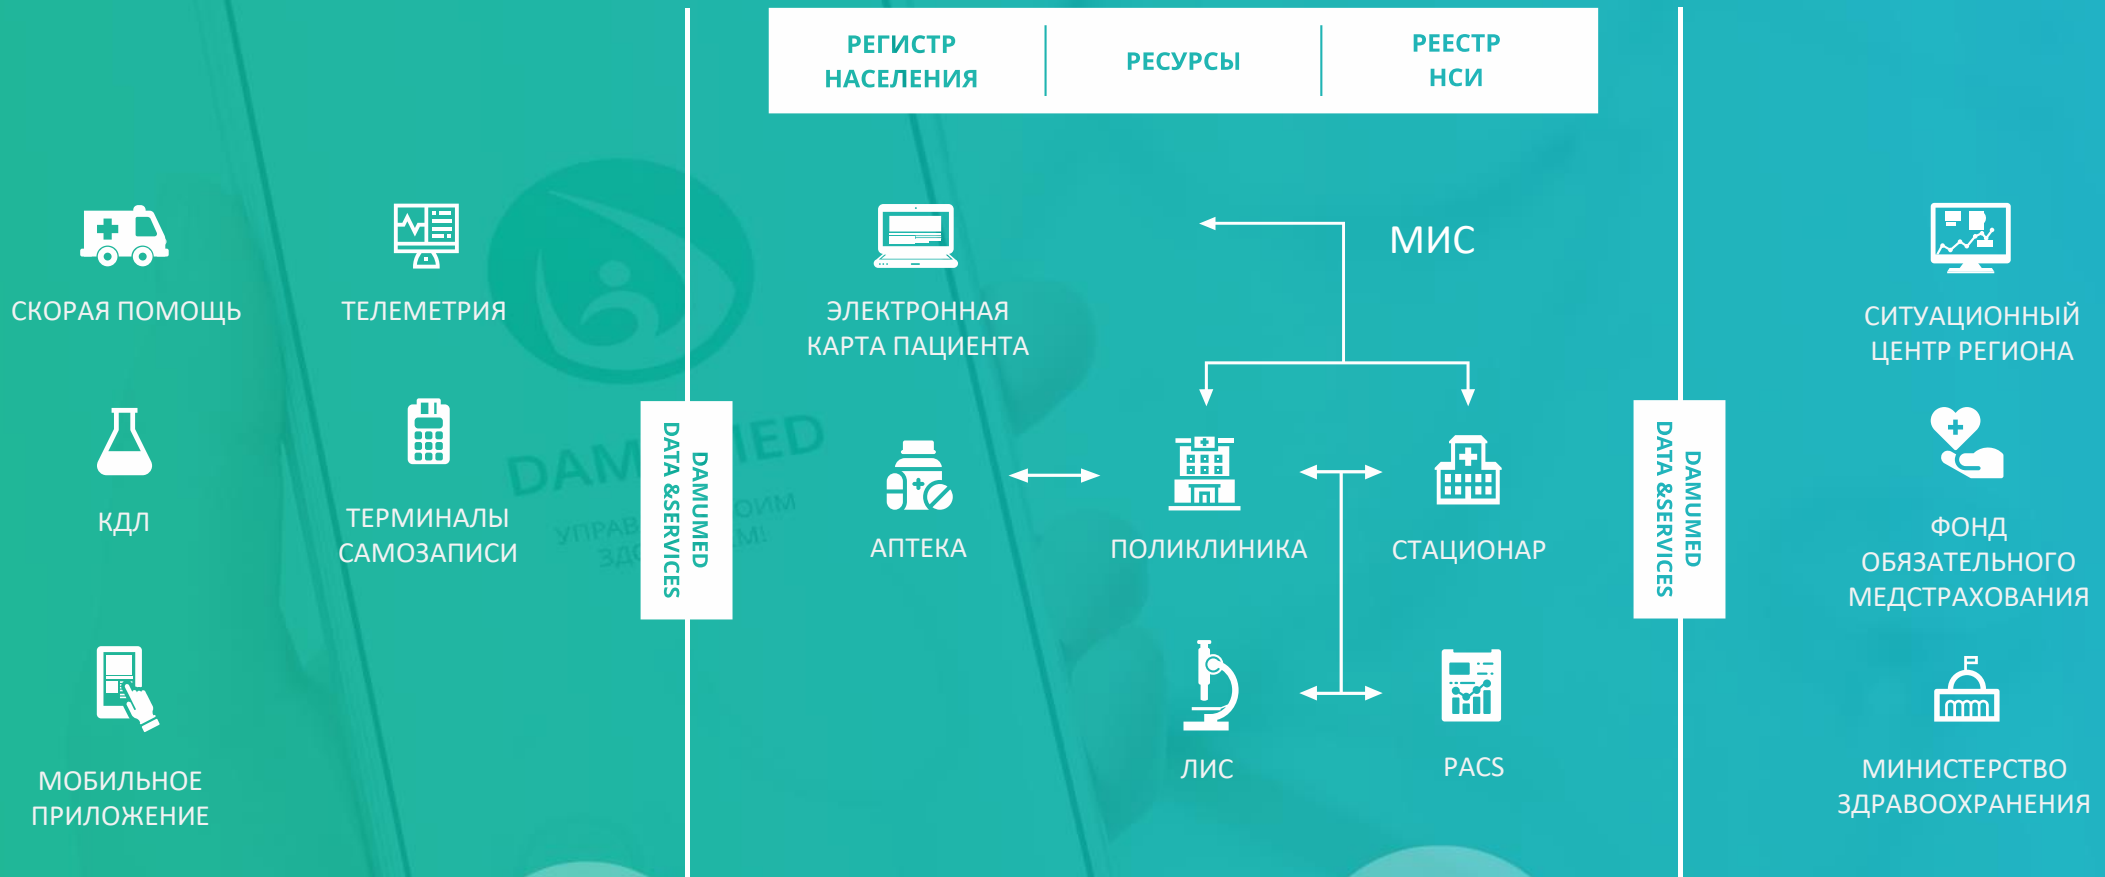 РЕГИСТР
НАСЕЛЕНИЯ
РЕСУРСЫ
РЕЕСТР
НСИ
СКОРАЯ ПОМОЩЬ
ТЕЛЕМЕТРИЯ
КДЛ
ТЕРМИНАЛЫ
САМОЗАПИСИ
МОБИЛЬНОЕ
ПРИЛОЖЕНИЕ
DAMUMED
DATA &SERVICES
ЭЛЕКТРОННАЯ
КАРТА ПАЦИЕНТА
МИС
АПТЕКА
ПОЛИКЛИНИКА
СТАЦИОНАР
ЛИС
PACS
DAMUMED
DATA &SERVICES
СИТУАЦИОННЫЙ
ЦЕНТР РЕГИОНА
ФОНД
ОБЯЗАТЕЛЬНОГО
МЕДСТРАХОВАНИЯ
МИНИСТЕРСТВО
ЗДРАВООХРАНЕНИЯ